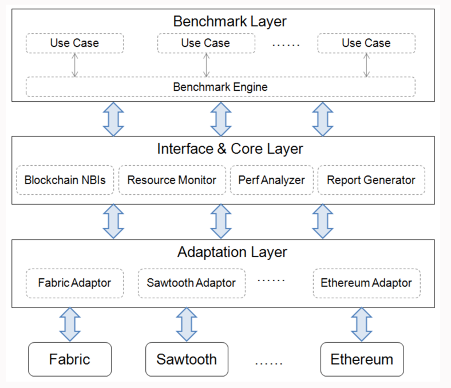 Benchmark Layer
Use Case Use Case ...... Use Case
Benchmark Engine
Interface & Core Layer
Blockchain NBIs Resource Monitor Perf Analyzer Report Generator
Adaptation Layer
Fabric Adaptor Sawtooth Adaptor ...... Ethereum Adaptor
Fabric Sawtooth ...... Ethereum